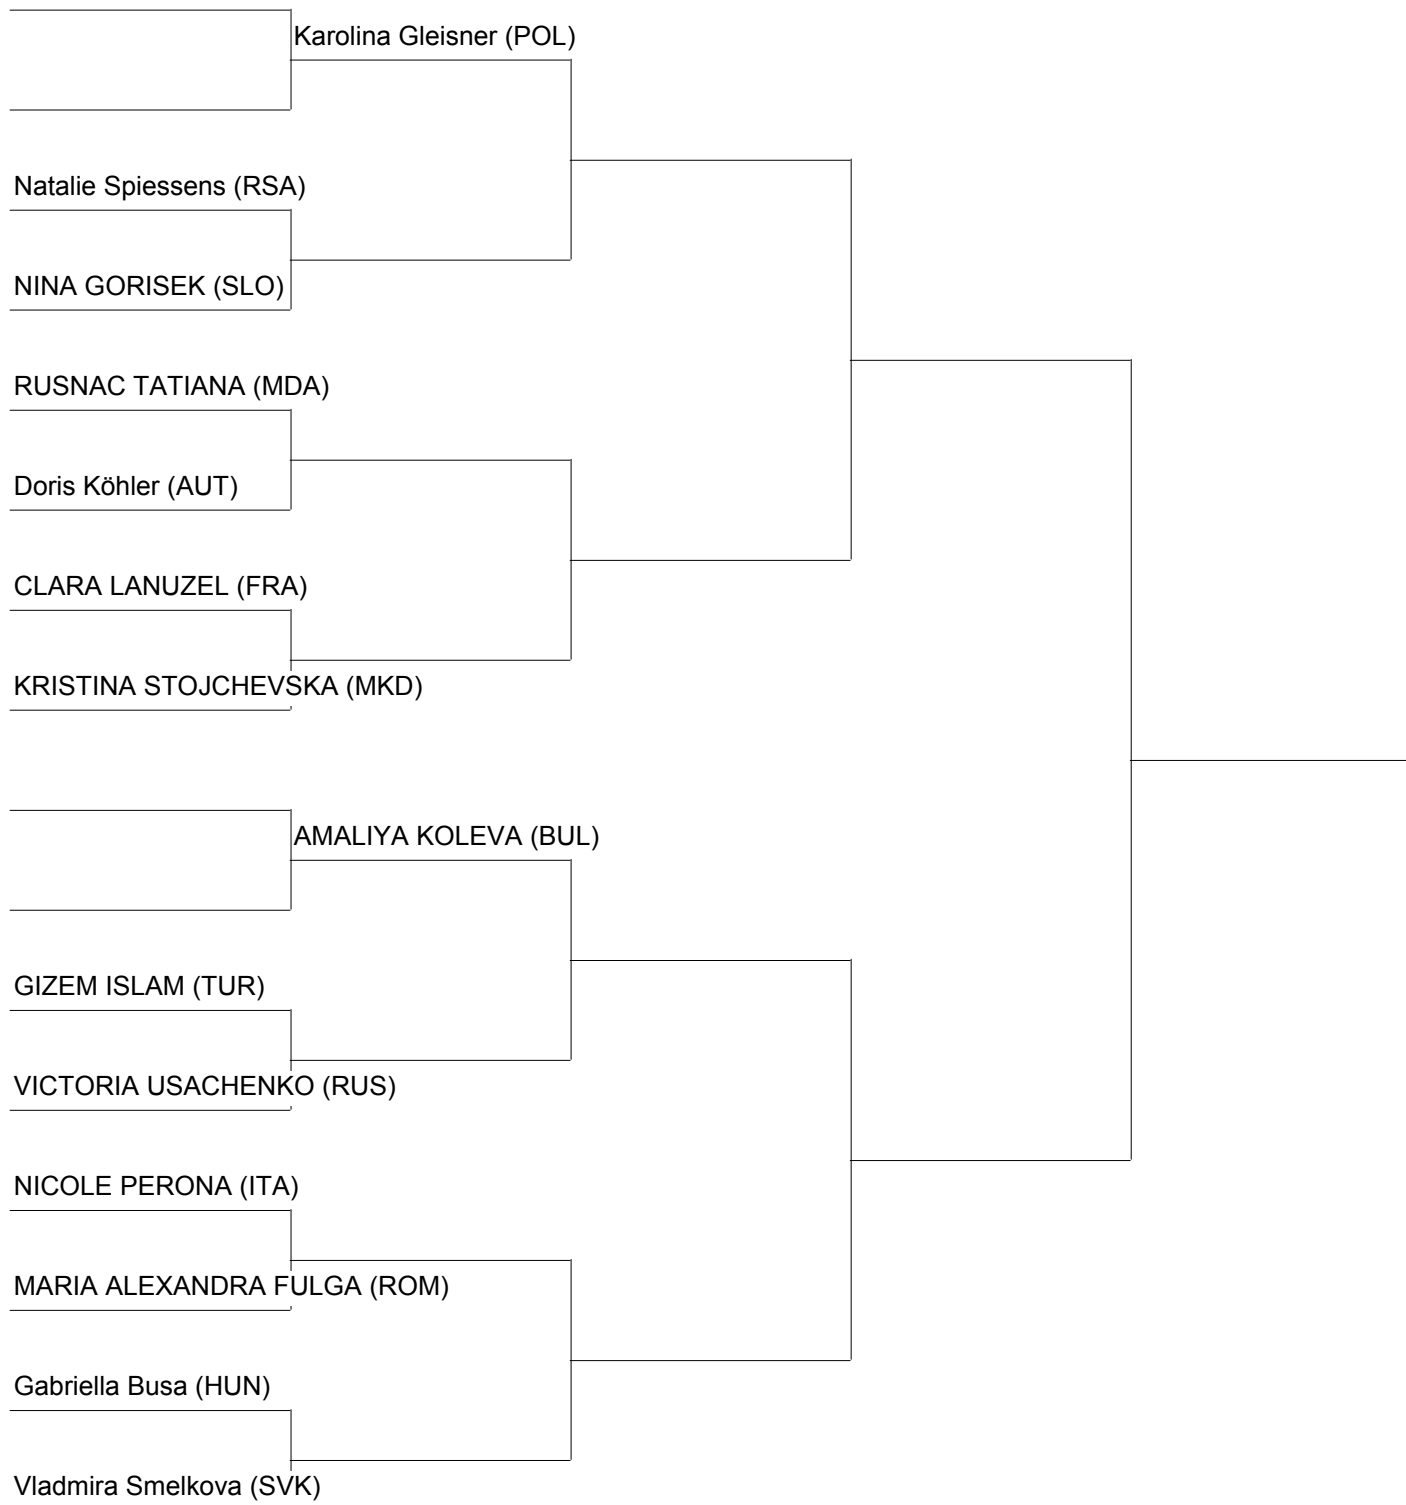 Karolina Gleisner (POL)
Natalie Spiessens (RSA)
NINA GORISEK (SLO)
RUSNAC TATIANA (MDA)
Doris Köhler (AUT)
CLARA LANUZEL (FRA)
KRISTINA STOJCHEVSKA (MKD)
AMALIYA KOLEVA (BUL)
GIZEM ISLAM (TUR)
VICTORIA USACHENKO (RUS)
NICOLE PERONA (ITA)
MARIA ALEXANDRA FULGA (ROM)
Gabriella Busa (HUN)
Vladmira Smelkova (SVK)